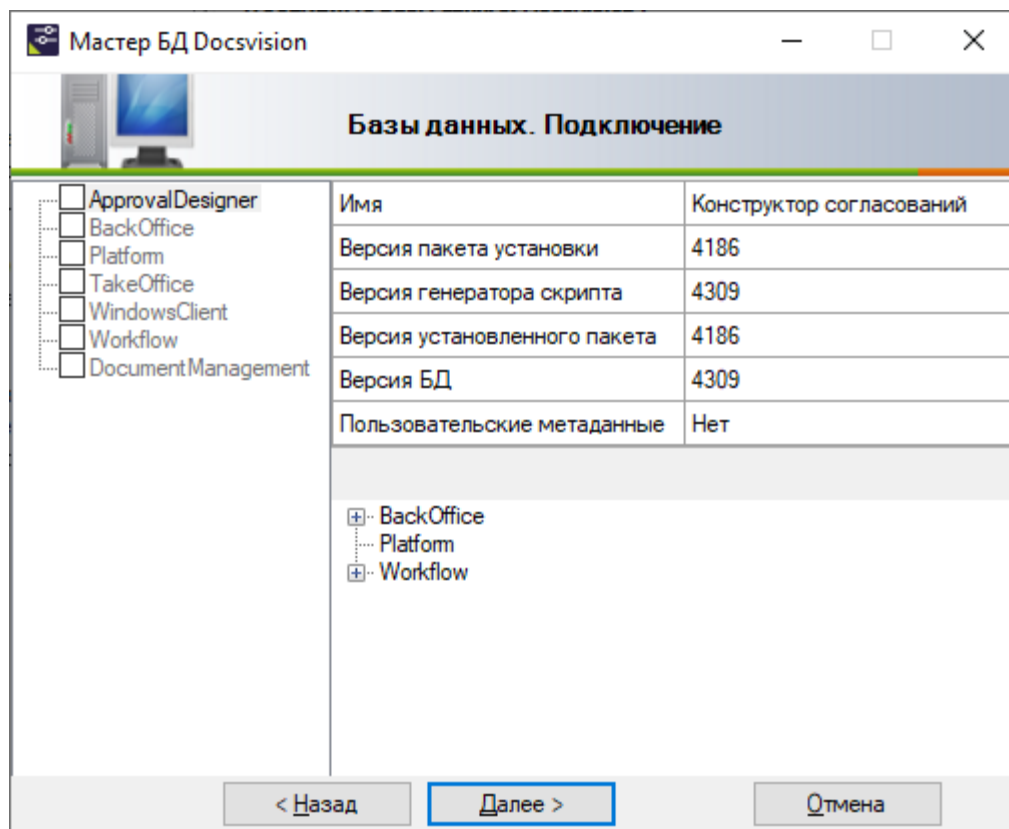 Мастер БД Docsvision
Базы данных. Подключение
ApprovalDesigner
BackOffice
Platform
TakeOffice
WindowsClient
Workflow
DocumentManagement
Имя Конструктор согласований
Версия пакета установки 4186
Версия генератора скрипта 4309
Версия установленного пакета 4186
Версия БД 4309
Пользовательские метаданные Нет
BackOffice
Platform
Workflow
< Назад Далее > Отмена